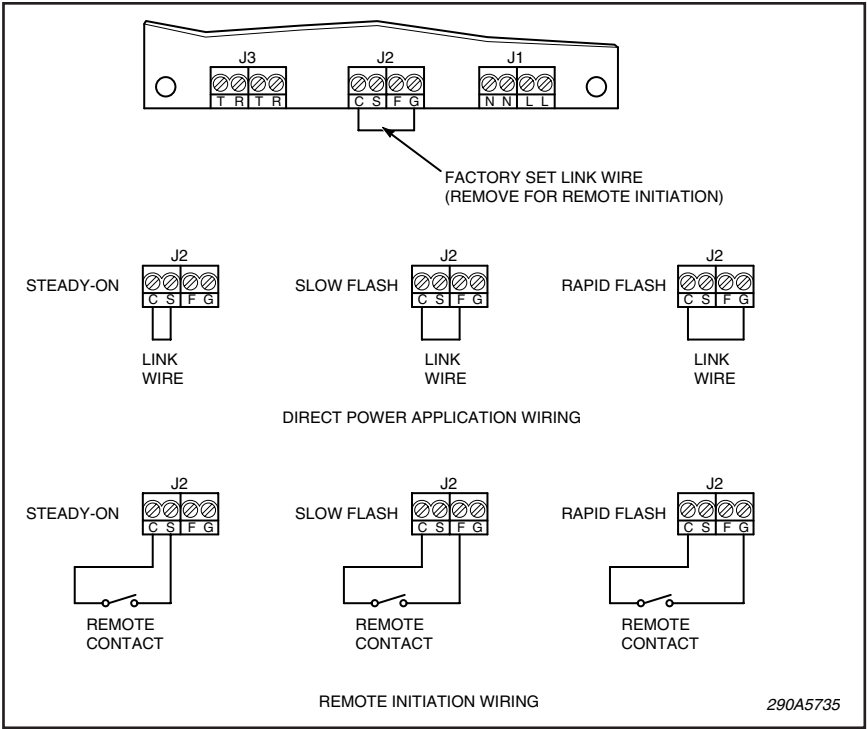 J3 J2 J1
T R T R C S F G N N L L
FACTORY SET LINK WIRE
(REMOVE FOR REMOTE INITIATION)
STEADY-ON
J2
C S F G
LINK
WIRE
SLOW FLASH
J2
C S F G
LINK
WIRE
RAPID FLASH
J2
C S F G
LINK
WIRE
DIRECT POWER APPLICATION WIRING
STEADY-ON
J2
C S F G
REMOTE
CONTACT
SLOW FLASH
J2
C S F G
REMOTE
CONTACT
RAPID FLASH
J2
C S F G
REMOTE
CONTACT
REMOTE INITIATION WIRING
290A5735